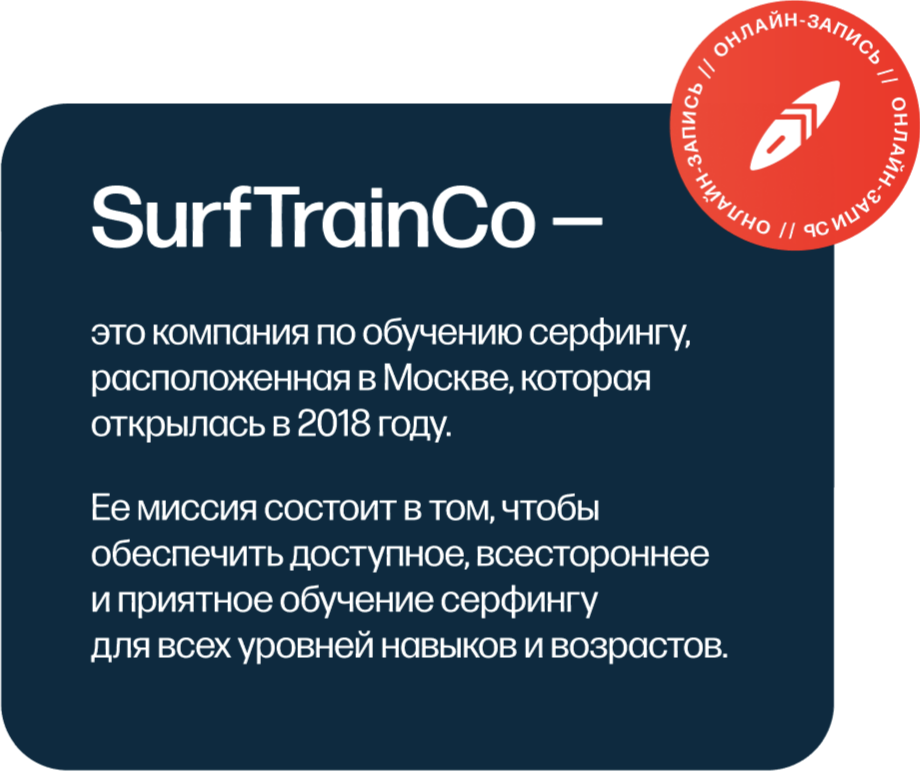 ОНЛАЙН-ЗАПИСЬ // ОНЛАЙН-ЗАПИСЬ // ОНЛАЙН-ЗАПИСЬ //
SurfTrainCo —
это компания по обучению серфингу,
расположенная в Москве, которая
открылась в 2018 году.
Ее миссия состоит в том, чтобы
обеспечить доступное, всестороннее
и приятное обучение серфингу
для всех уровней навыков и возрастов.